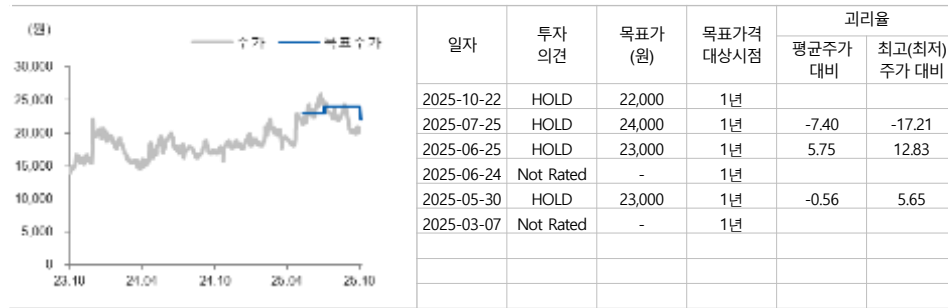 (원)
주가 목표주가
30,000
25,000
20,000
15,000
10,000
5,000
0
23.10 24.04 24.10 25.04 25.10
일자 투자의견 목표가(원) 목표가격대상시점 괴리율
평균주가대비 최고(최저)주가 대비
2025-10-22 HOLD 22,000 1년
2025-07-25 HOLD 24,000 1년 -7.40 -17.21
2025-06-25 HOLD 23,000 1년 5.75 12.83
2025-06-24 Not Rated - 1년
2025-05-30 HOLD 23,000 1년 -0.56 5.65
2025-03-07 Not Rated - 1년